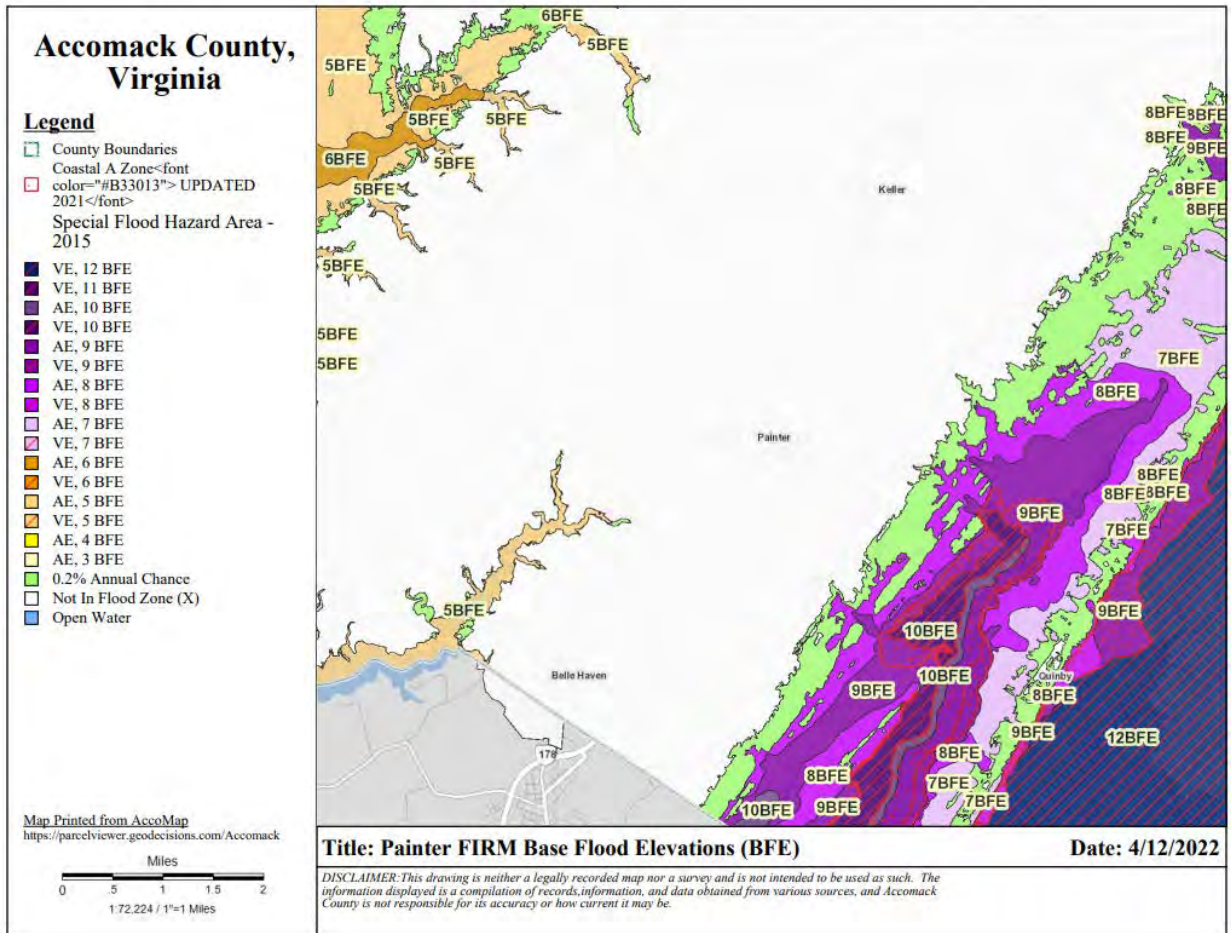 Accomack County,
Virginia
Legend
County Boundaries
Coastal A Zone<font
color="#B33013"> UPDATED
2021</font>
Special Flood Hazard Area -
2015
VE, 12 BFE
VE, 11 BFE
AE, 10 BFE
VE, 10 BFE
AE, 9 BFE
VE, 9 BFE
AE, 8 BFE
VE, 8 BFE
AE, 7 BFE
VE, 7 BFE
AE, 6 BFE
VE, 6 BFE
AE, 5 BFE
VE, 5 BFE
AE, 4 BFE
AE, 3 BFE
0.2% Annual Chance
Not In Flood Zone (X)
Open Water
Map Printed from AccoMap
https://parcelviewer.geodecisions.com/Accomack
Miles
0 .5 1 1.5 2
1:72,224 / 1"=1 Miles
6BFE
5BFE
5BFE
5BFE
5BFE
6BFE
5BFE
5BFE
5BFE
5BFE
5BFE
5BFE
8BFE
8BFE
8BFE
9BFE
8BFE
8BFE
Keller
7BFE
8BFE
Painter
8BFE
8BFE
8BFE
9BFE
7BFE
9BFE
10BFE
10BFE
Quinby
8BFE
9BFE
9BFE
12BFE
8BFE
8BFE
7BFE
7BFE
9BFE
10BFE
Belle Haven
178
Title: Painter FIRM Base Flood Elevations (BFE)
Date: 4/12/2022
DISCLAIMER:This drawing is neither a legally recorded map nor a survey and is not intended to be used as such. The
information displayed is a compilation of records,information, and data obtained from various sources, and Accomack
County is not responsible for its accuracy or how current it may be.